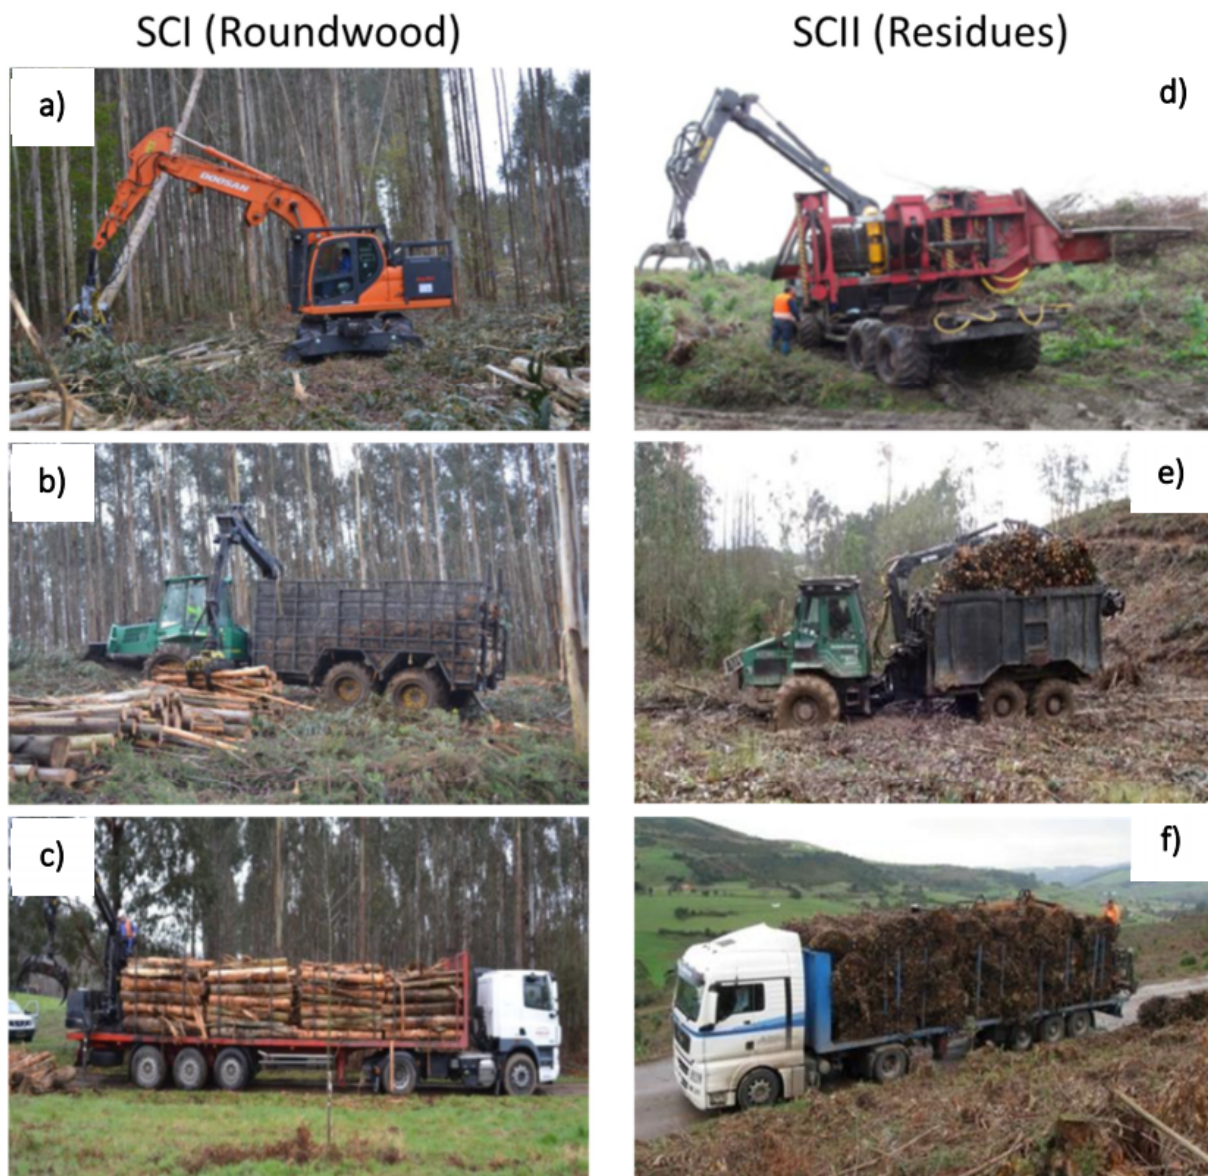 SCI (Roundwood)
SCII (Residues)
a)
DOOSAN
d)
b)
e)
c)
f)